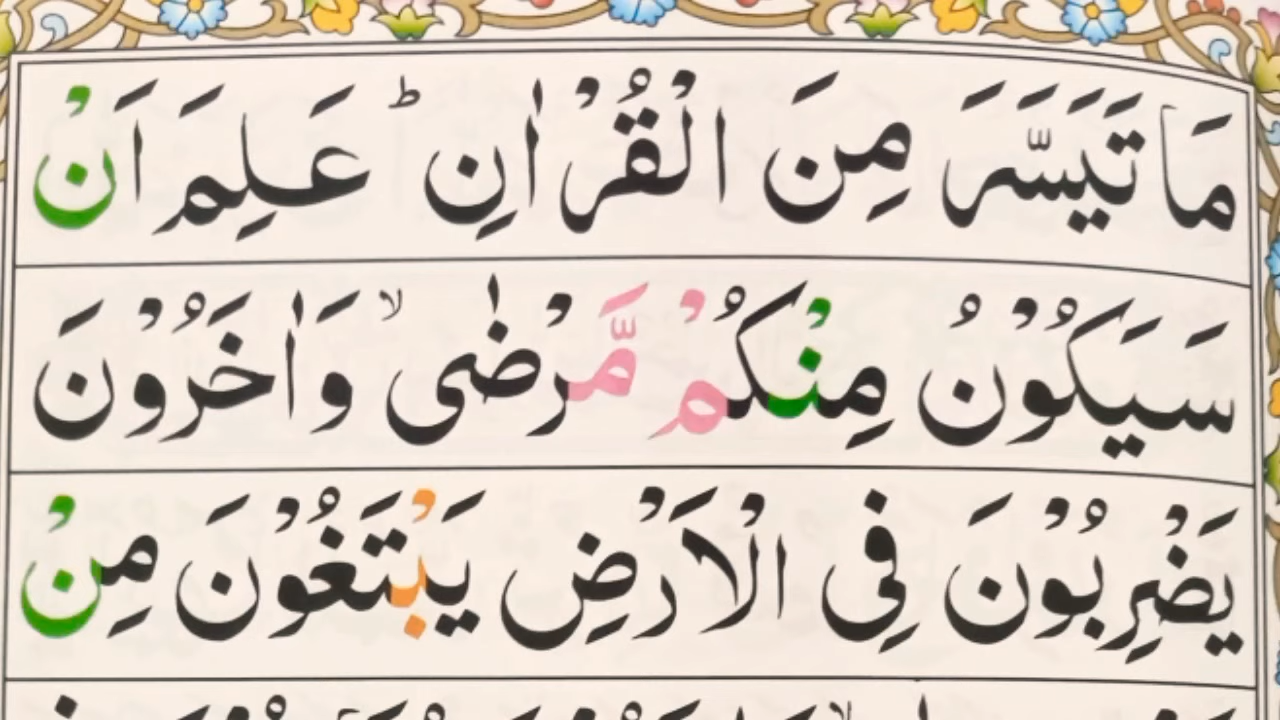 مَا تَيَسَّرَ مِنَ الْقُرْاٰنِ ؕ عَلِمَ اَنْ
سَيَكُوْنُ مِنْكُمْ مَّرْضٰى ۙ وَاٰخَرُوْنَ
يَضْرِبُوْنَ فِى الْاَرْضِ يَبْتَغُوْنَ مِنْ